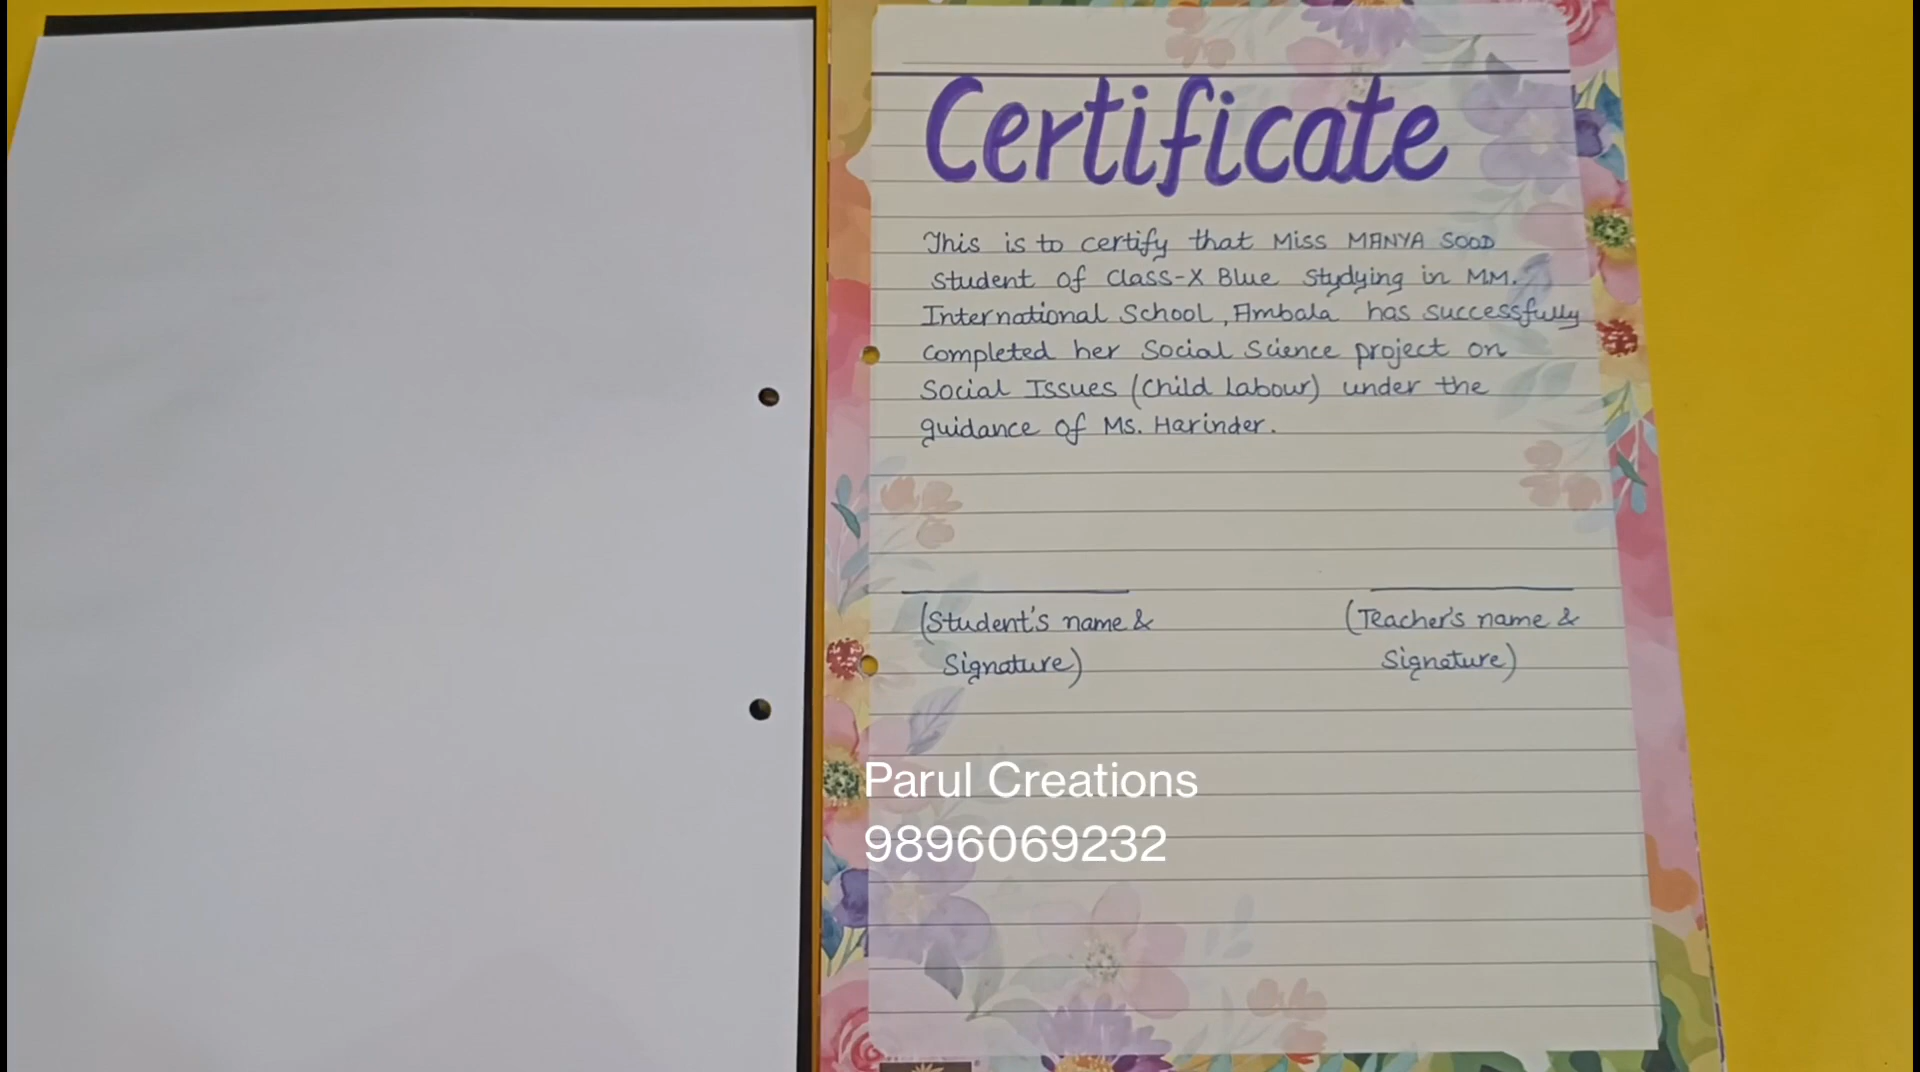 Certificate
This is to certify that Miss MANYA SOOD
Student of Class-X Blue Stydying in MM.
International School, Ambala has successfully
completed her Social Science project on
Social Issues (Child Labour) under the
guidance of Ms. Harinder.
(Student's name &
Signature)
(Teacher's name &
Signature)
Parul Creations
9896069232